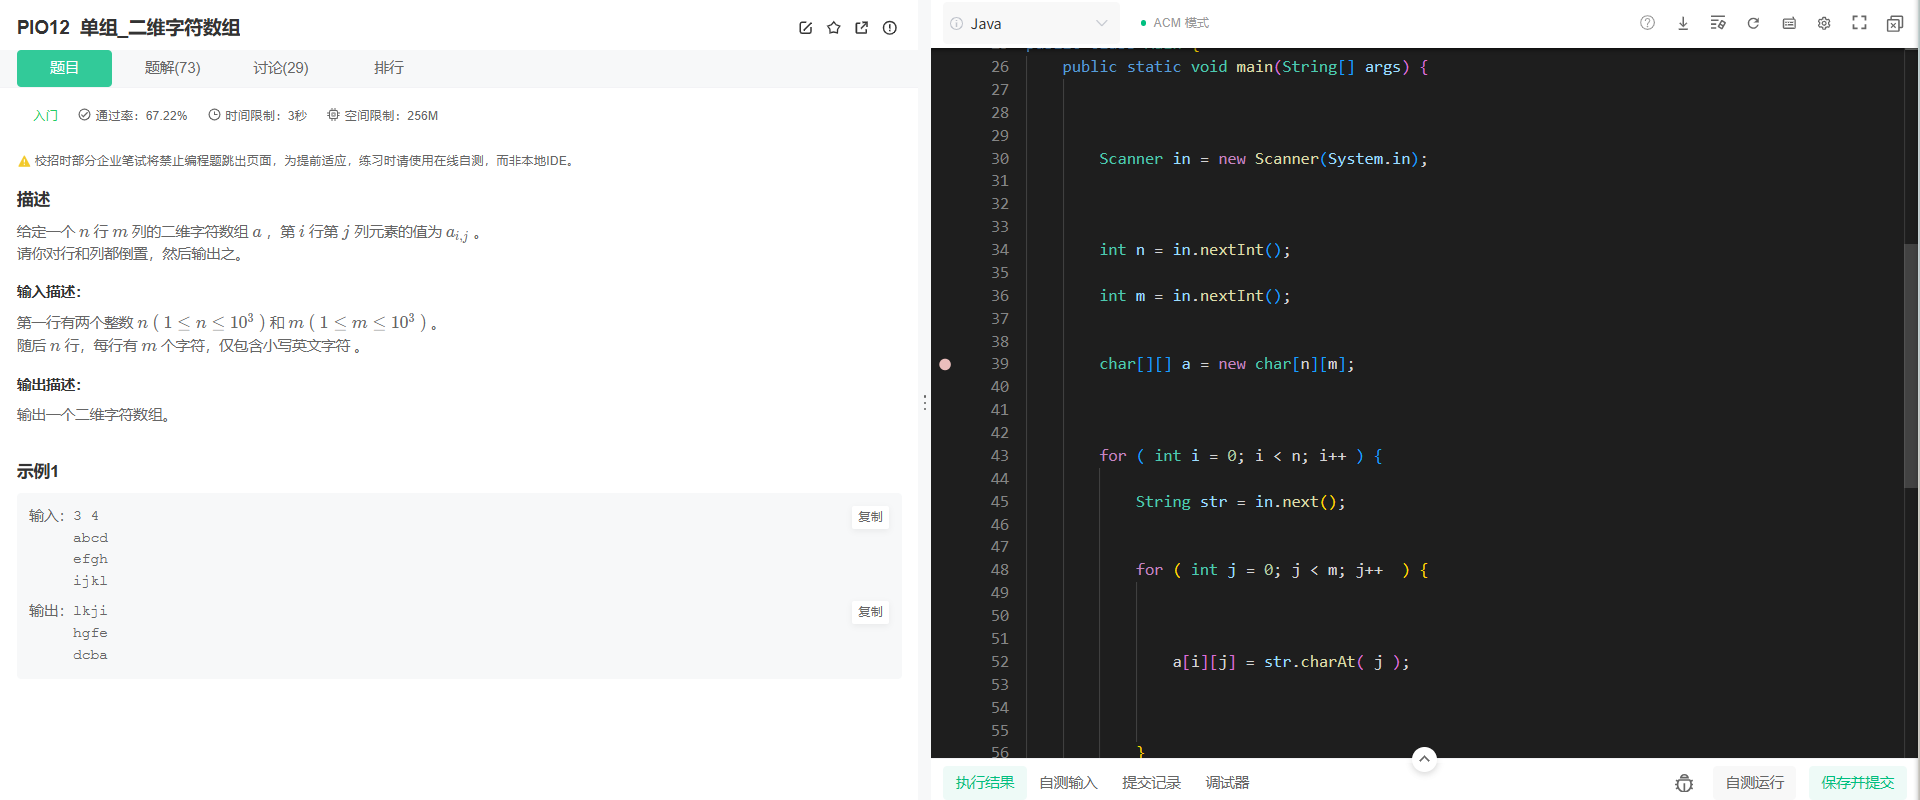 PIO12 单组_二维字符数组
题目 题解(73) 讨论(29) 排行
入门 通过率：67.22% 时间限制：3秒 空间限制：256M
校招时部分企业笔试将禁止编程题跳出页面，为提前适应，练习时请使用在线自测，而非本地IDE。
描述
给定一个 n 行 m 列的二维字符数组 a ，第 i 行第 j 列元素的值为 a_{i,j} 。
请你对行和列都倒置，然后输出之。
输入描述：
第一行有两个整数 n ( 1 ≤ n ≤ 10^3 ) 和 m ( 1 ≤ m ≤ 10^3 ) 。
随后 n 行，每行有 m 个字符，仅包含小写英文字符 。
输出描述：
输出一个二维字符数组。
示例1
输入：3 4 复制
abcd
efgh
ijkl
输出：lkji 复制
hgfe
dcba
Java ACM 模式
26 public static void main(String[] args) {
27
28
29
30 Scanner in = new Scanner(System.in);
31
32
33
34 int n = in.nextInt();
35
36 int m = in.nextInt();
37
38
39 char[][] a = new char[n][m];
40
41
42
43 for ( int i = 0; i < n; i++ ) {
44
45 String str = in.next();
46
47
48 for ( int j = 0; j < m; j++  ) {
49
50
51
52 a[i][j] = str.charAt( j );
53
54
55
56 }
执行结果 自测输入 提交记录 调试器 自测运行 保存并提交